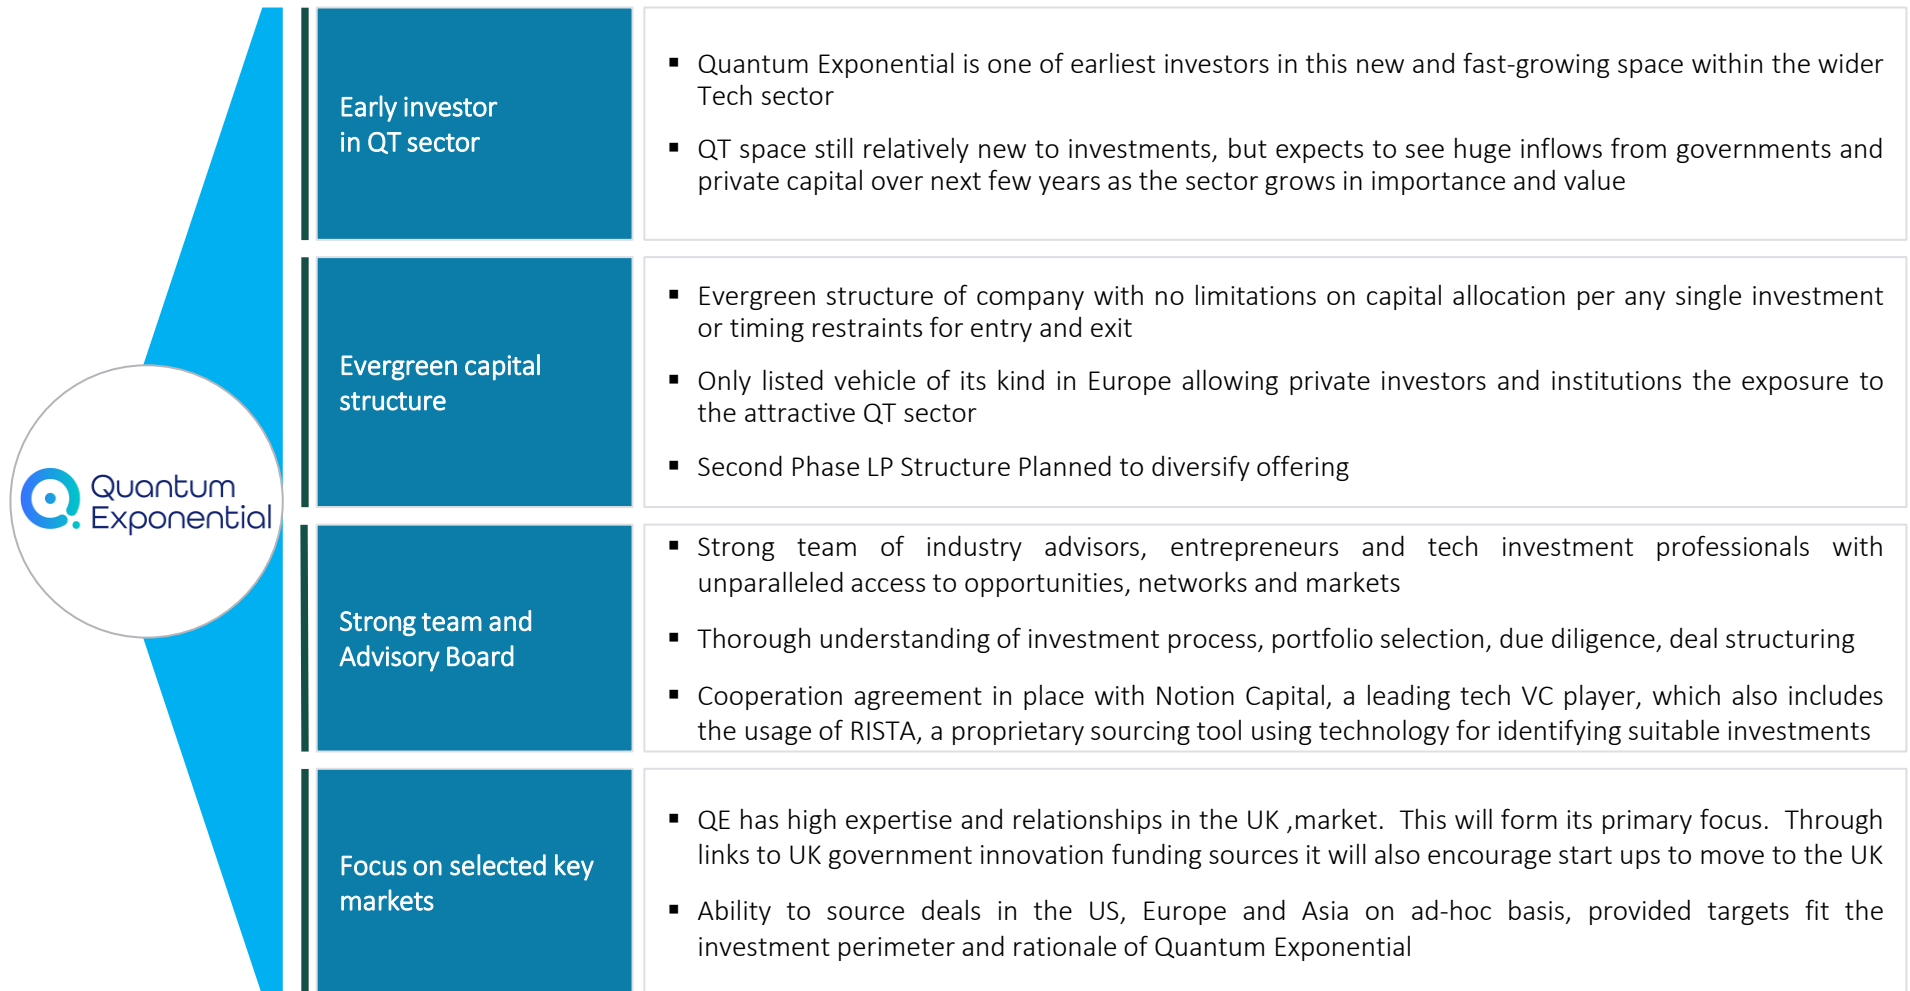 Quantum
Exponential
Early investor
in QT sector
▪ Quantum Exponential is one of earliest investors in this new and fast-growing space within the wider
Tech sector
▪ QT space still relatively new to investments, but expects to see huge inflows from governments and
private capital over next few years as the sector grows in importance and value
Evergreen capital
structure
▪ Evergreen structure of company with no limitations on capital allocation per any single investment
or timing restraints for entry and exit
▪ Only listed vehicle of its kind in Europe allowing private investors and institutions the exposure to
the attractive QT sector
▪ Second Phase LP Structure Planned to diversify offering
Strong team and
Advisory Board
▪ Strong team of industry advisors, entrepreneurs and tech investment professionals with
unparalleled access to opportunities, networks and markets
▪ Thorough understanding of investment process, portfolio selection, due diligence, deal structuring
▪ Cooperation agreement in place with Notion Capital, a leading tech VC player, which also includes
the usage of RISTA, a proprietary sourcing tool using technology for identifying suitable investments
Focus on selected key
markets
▪ QE has high expertise and relationships in the UK ,market.  This will form its primary focus.  Through
links to UK government innovation funding sources it will also encourage start ups to move to the UK
▪ Ability to source deals in the US, Europe and Asia on ad-hoc basis, provided targets fit the
investment perimeter and rationale of Quantum Exponential